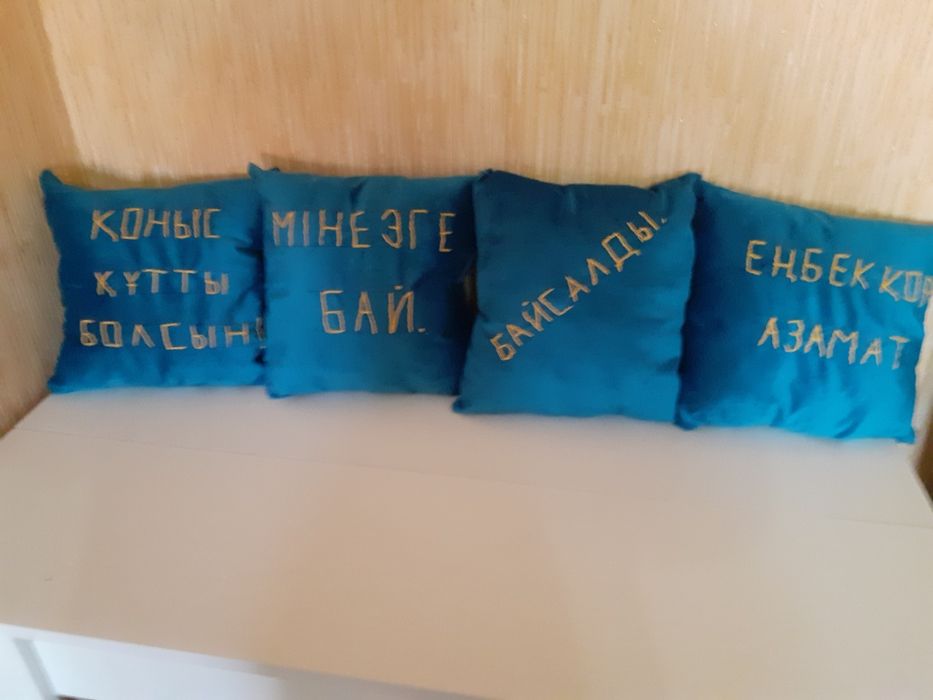 ҚОНЫС
ҚҰТТЫ
БОЛСЫН!
МІНЕЗГЕ
БАЙ.
БАЙСАЛДЫ.
ЕҢБЕКҚОР
АЗАМАТ